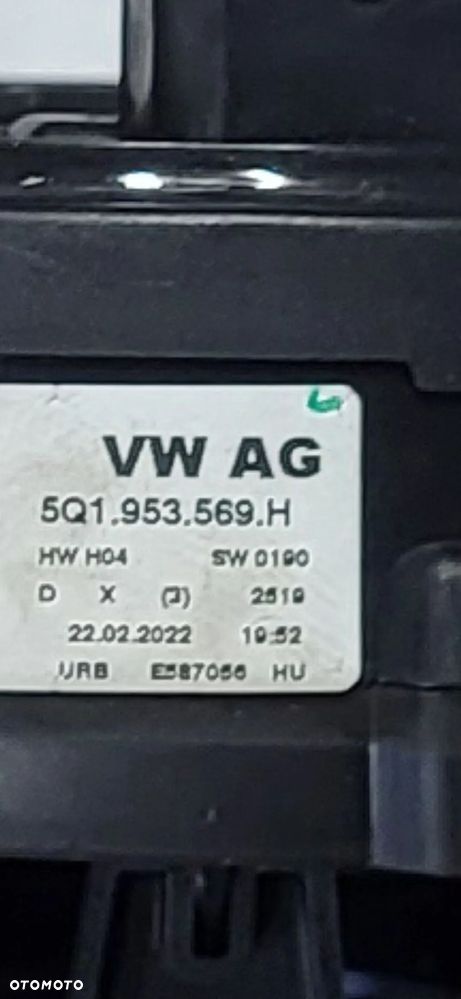 VW AG
5Q1.953.569.H
HW H04 SW 0190
D X (J) 2519
22.02.2022 19:52
URB E587056 HU
OTOMOTO